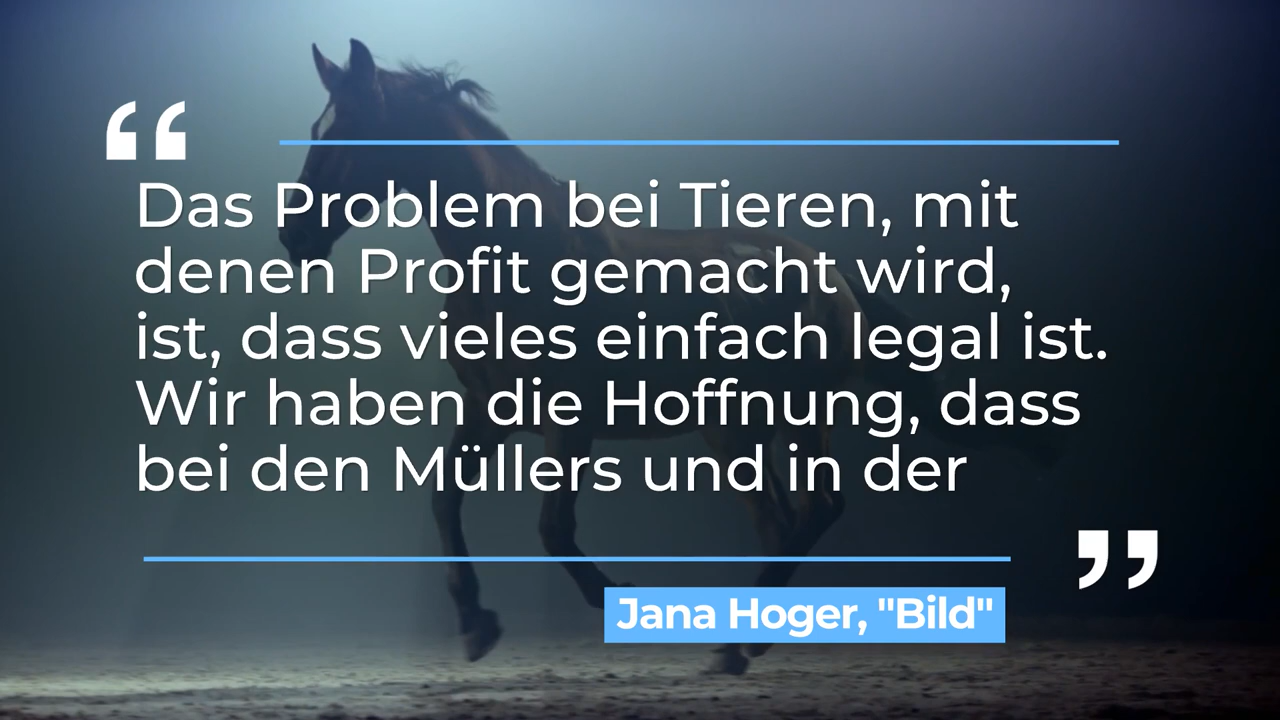 “
Das Problem bei Tieren, mit
denen Profit gemacht wird,
ist, dass vieles einfach legal ist.
Wir haben die Hoffnung, dass
bei den Müllers und in der
”
Jana Hoger, "Bild"